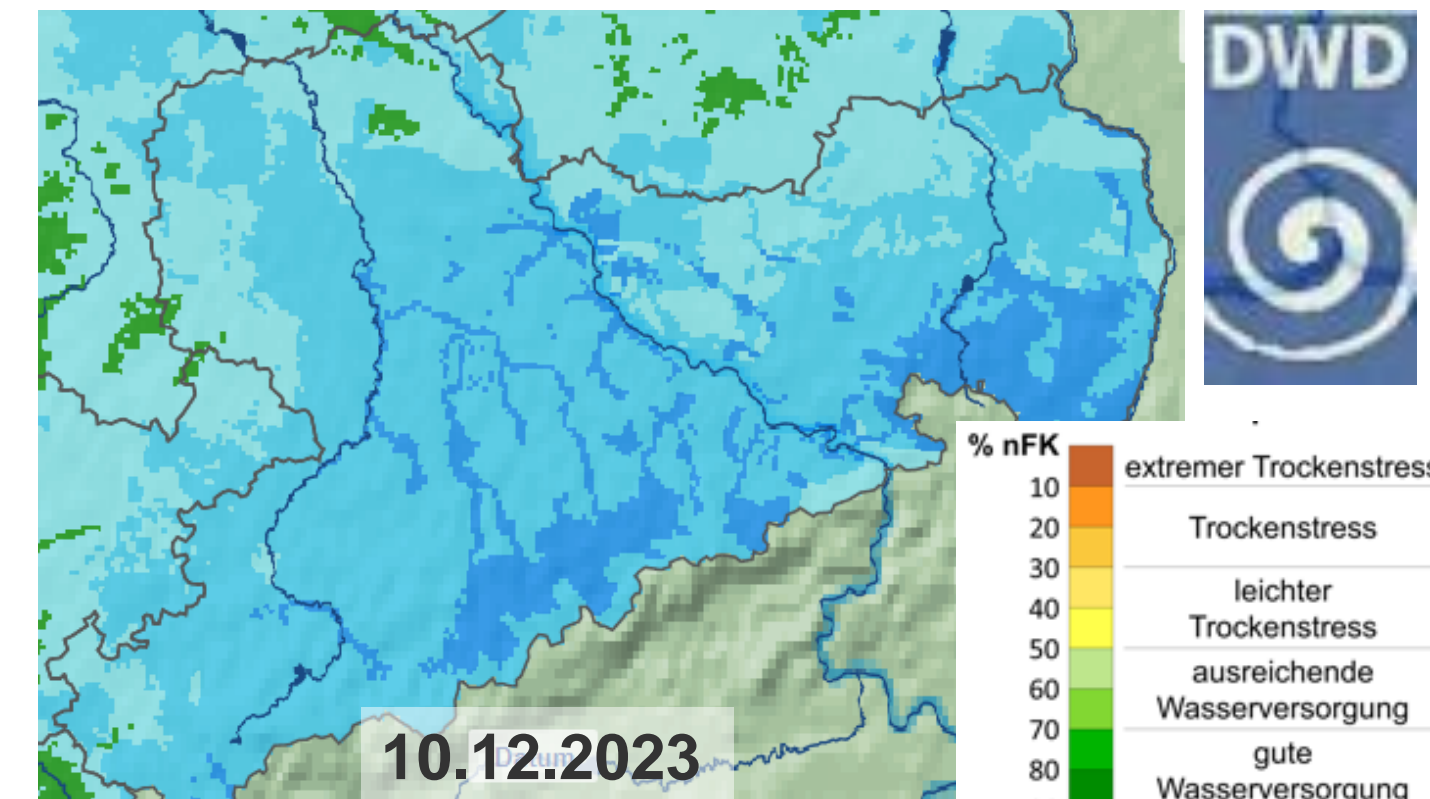 DWD
% nFK
extremer Trockenstress
10
Trockenstress
20
30
leichter
40
Trockenstress
50
ausreichende
60
Wasserversorgung
70
gute
80
Wasserversorgung
Datum
10.12.2023